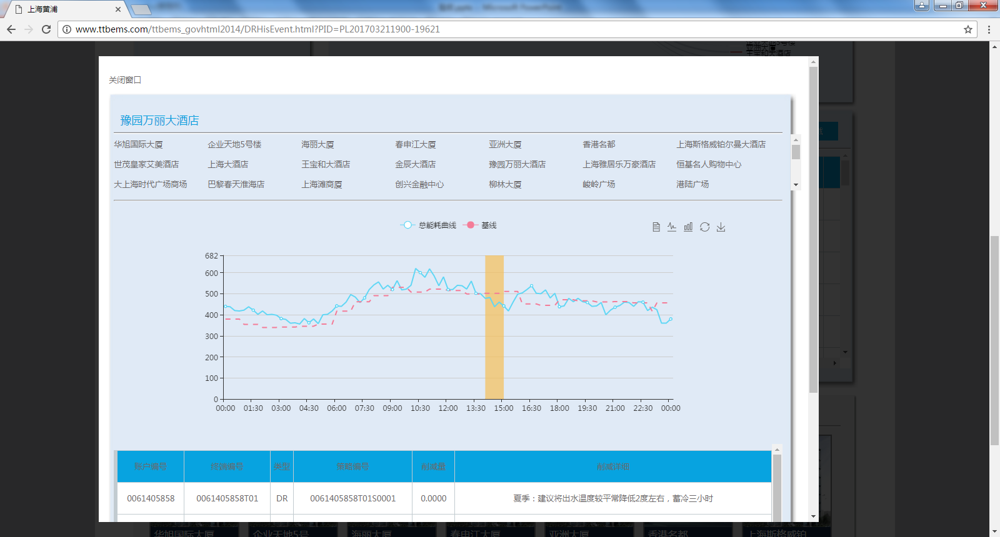 上海黄浦
www.ttbems.com/ttbems_govhtml2014/DRHisEvent.html?PID=PL201703211900-19621
亚洲大厦
王宝和大酒店
关闭窗口
豫园万丽大酒店
华旭国际大厦 企业天地5号楼 海丽大厦 春申江大厦 亚洲大厦 香港名都 上海斯格威铂尔曼大酒店
世茂皇家艾美酒店 上海大酒店 王宝和大酒店 金辰大酒店 豫园万丽大酒店 上海雅居乐万豪酒店 恒基名人购物中心
大上海时代广场商场 巴黎春天淮海店 上海滩商厦 创兴金融中心 柳林大厦 峻岭广场 港陆广场
总能耗曲线 基线
682
600
500
400
300
200
100
0
00:00 01:30 03:00 04:30 06:00 07:30 09:00 10:30 12:00 13:30 15:00 16:30 18:00 19:30 21:00 22:30 00:00
账户编号 终端编号 类型 策略编号 削减量 削减详细
0061405858 0061405858T01 DR 0061405858T01S0001 0.0000 夏季：建议将出水温度较平常降低2度左右，蓄冷三小时
华旭国际大厦 企业天地5号 海丽大厦 春申江大厦 亚洲大厦 香港名都 上海斯格威铂